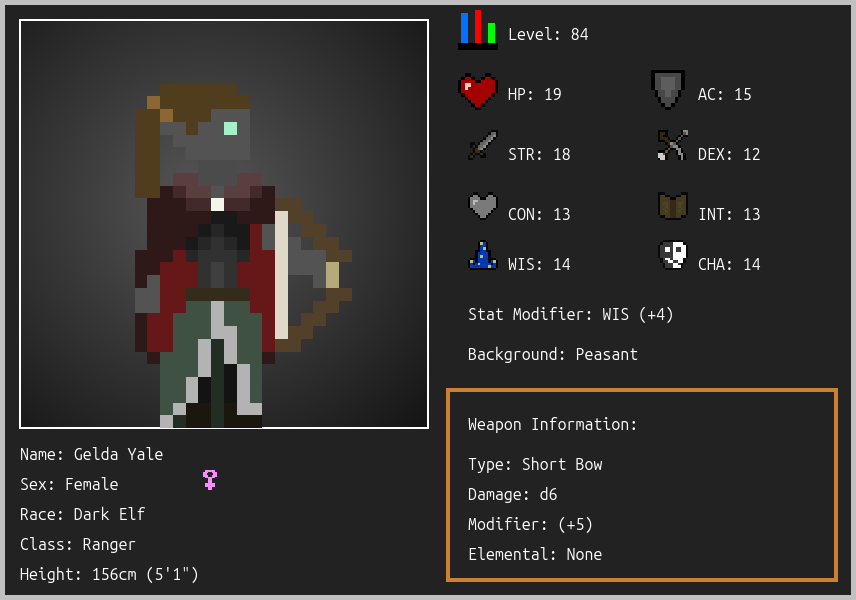 Level: 84
HP: 19
AC: 15
STR: 18
DEX: 12
CON: 13
INT: 13
WIS: 14
CHA: 14
Stat Modifier: WIS (+4)
Background: Peasant
Weapon Information:
Type: Short Bow
Damage: d6
Modifier: (+5)
Elemental: None
Name: Gelda Yale
Sex: Female
Race: Dark Elf
Class: Ranger
Height: 156cm (5'1")